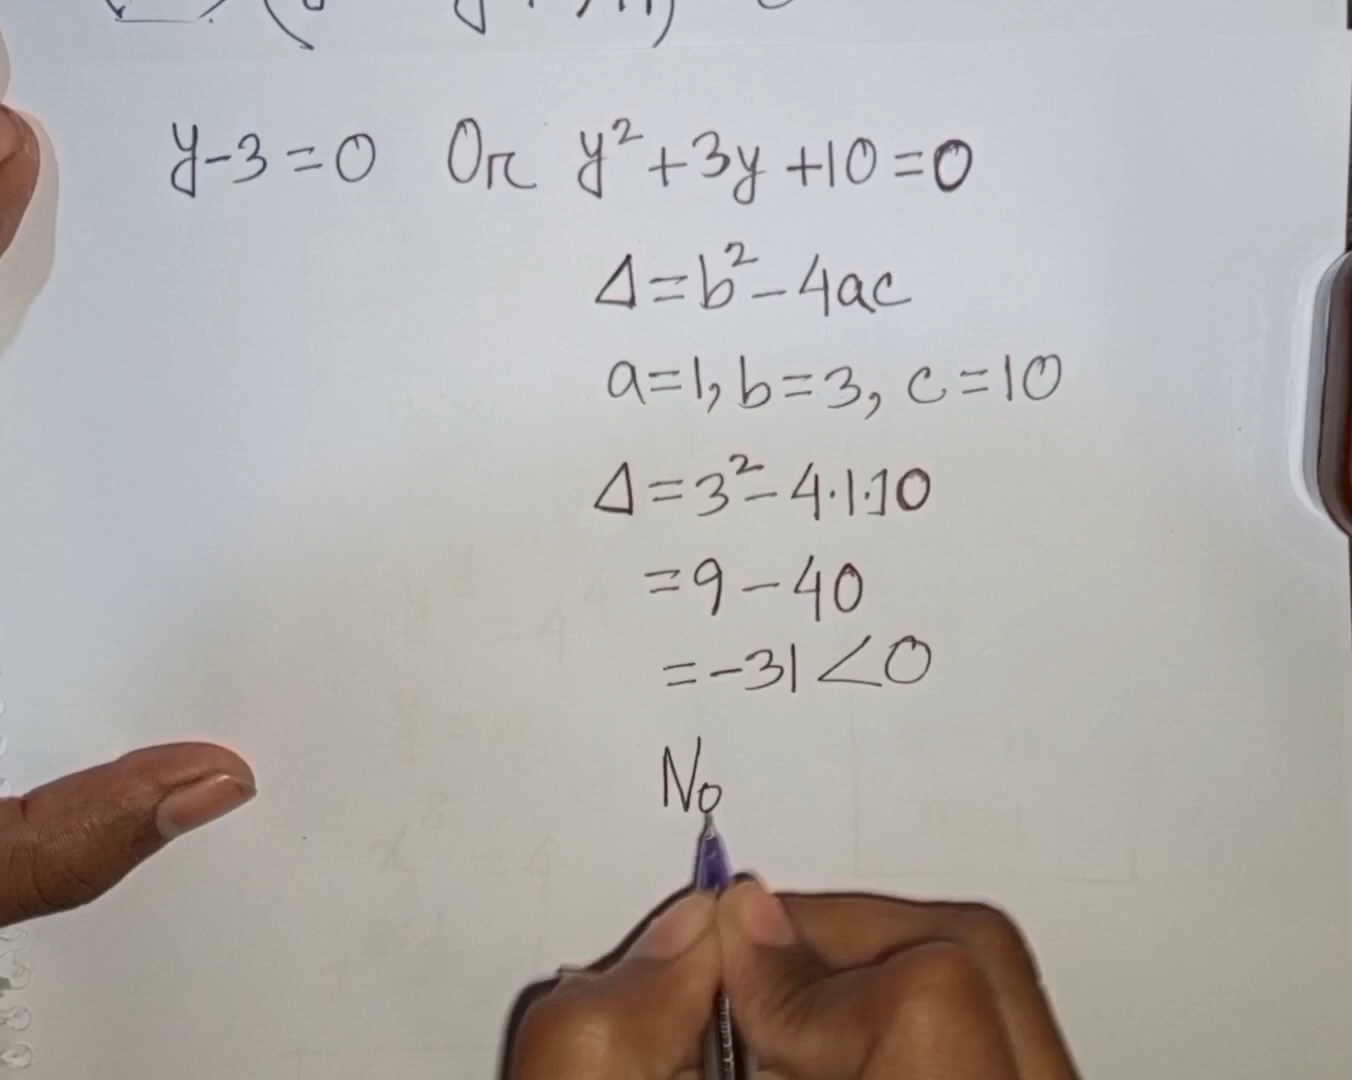 y-3=0 Or y²+3y+10=0
Δ=b²-4ac
a=1, b=3, c=10
Δ=3²-4·1·10
=9-40
=-31<0
No